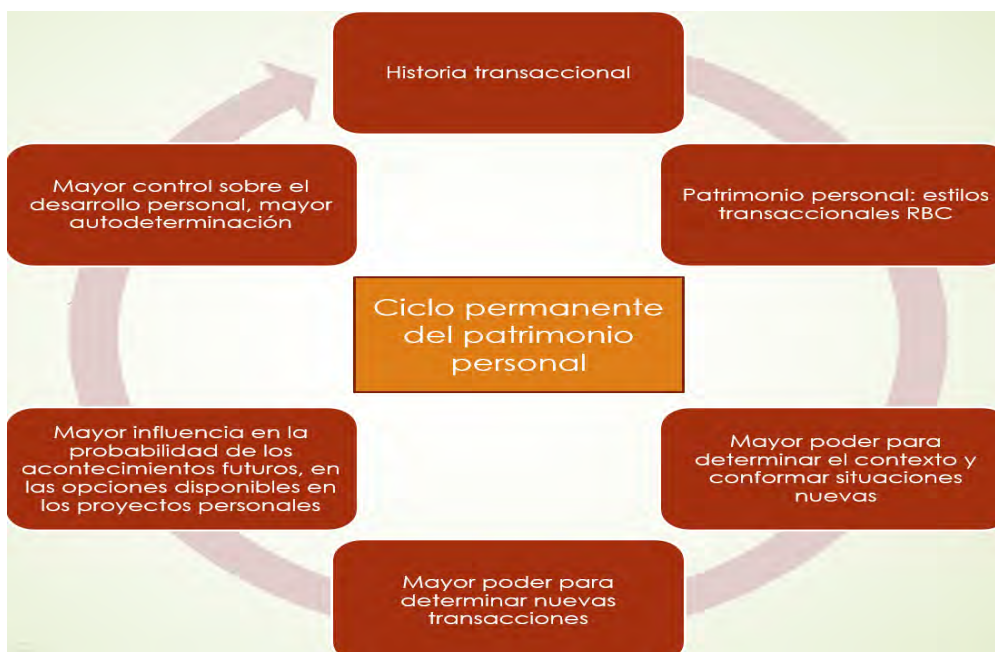 Historia transaccional
Patrimonio personal: estilos
transaccionales RBC
Mayor poder para
determinar el contexto y
conformar situaciones
nuevas
Mayor poder para
determinar nuevas
transacciones
Mayor influencia en la
probabilidad de los
acontecimientos futuros, en
las opciones disponibles en
los proyectos personales
Mayor control sobre el
desarrollo personal, mayor
autodeterminación
Ciclo permanente
del patrimonio
personal